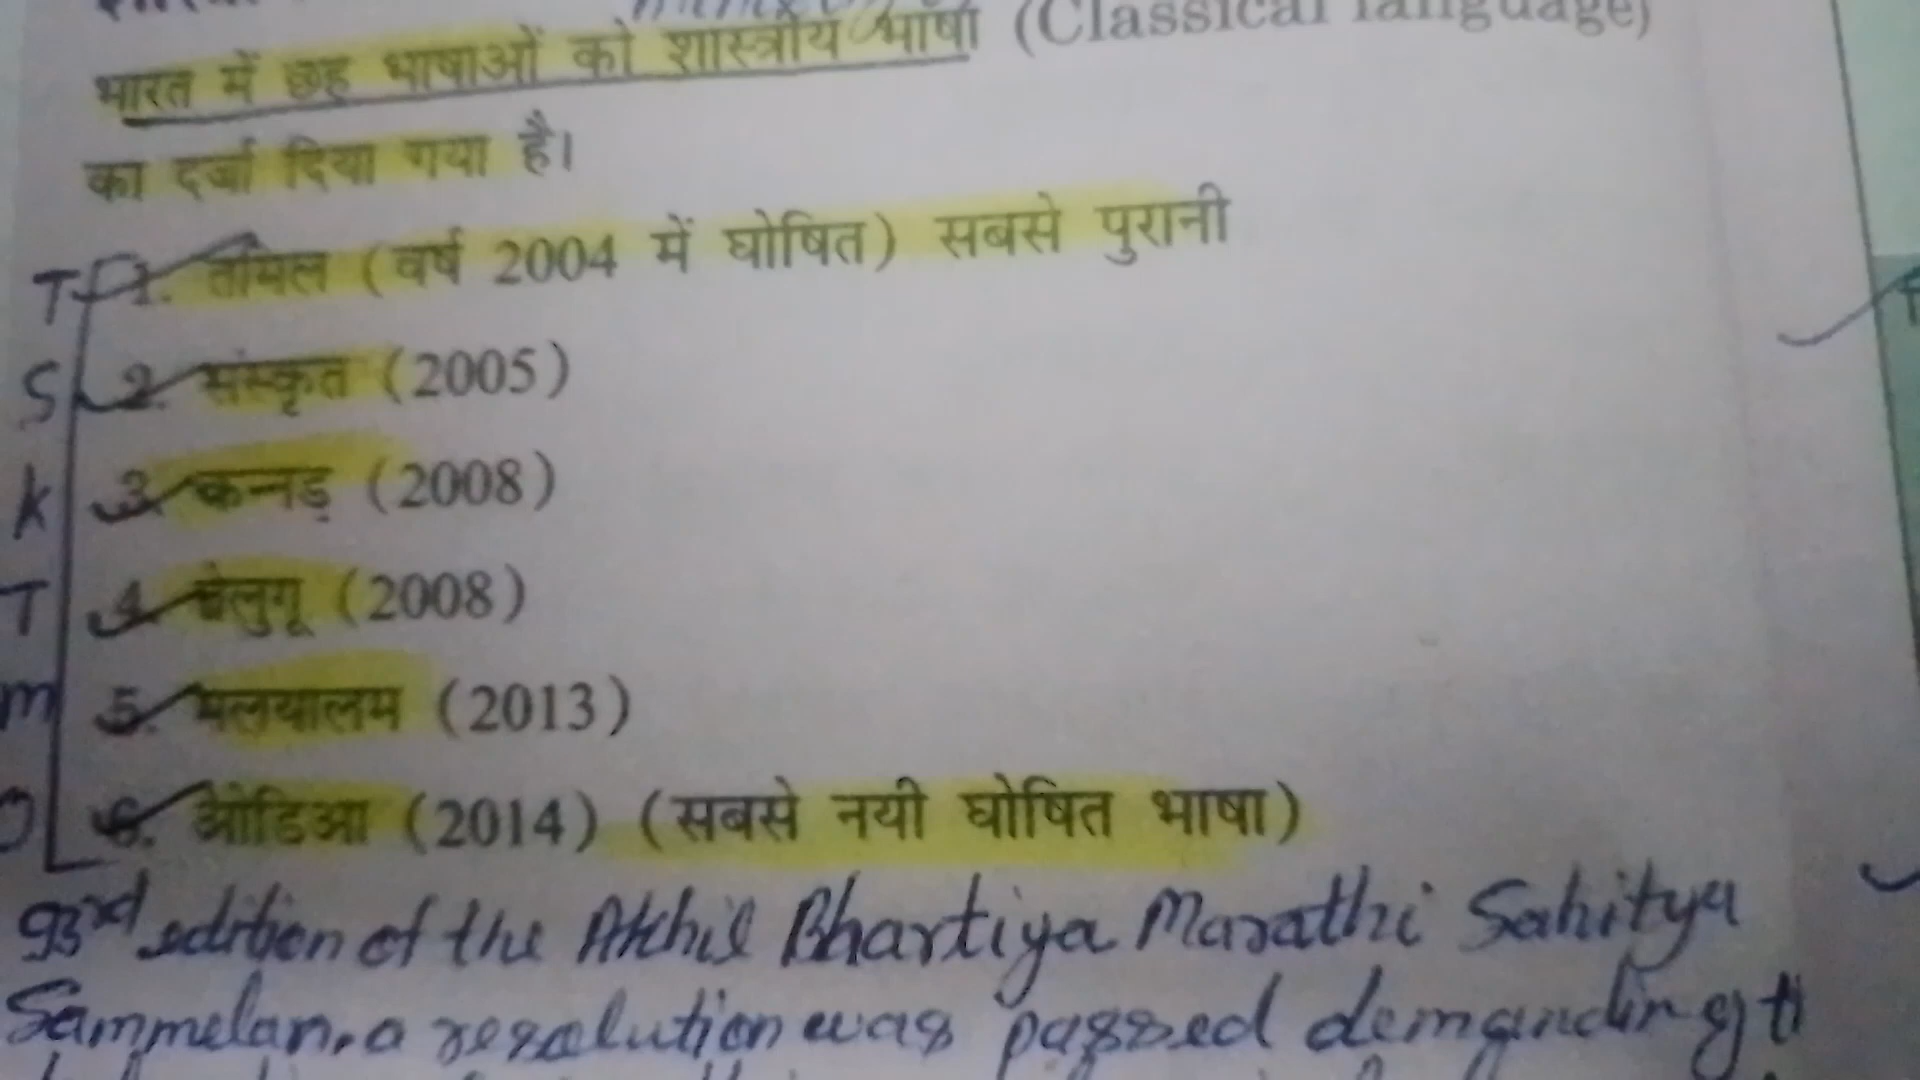 भारत में छह भाषाओं को शास्त्रीय भाषा (Classical language)
का दर्जा दिया गया है।
T 1. तमिल (वर्ष 2004 में घोषित) सबसे पुरानी
S 2. संस्कृत (2005)
K 3. कन्नड़ (2008)
T 4. तेलुगू (2008)
m 5. मलयालम (2013)
O 6. ओडिआ (2014) (सबसे नयी घोषित भाषा)
93rd edition of the Akhil Bhartiya Marathi Sahitya
Sammelan, a resolution was passed demanding